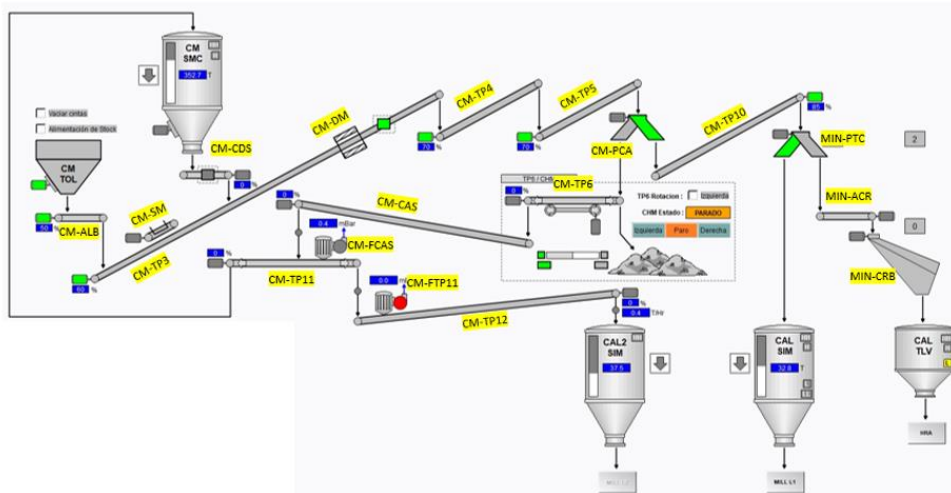 CM
SMC
352.7 T
Vaciar cintas
Alimentación de Stock
CM
TOL
CM-CDS
0 %
50 %
CM-ALB
CM-SM
CM-TP3
60 %
CM-DM
CM-TP4
70 %
CM-TP5
70 %
CM-PCA
CM-TP10
85 %
MIN-PTC
2
0 %
CM-CAS
0.4 mBar
CM-FCAS
0 %
CM-TP11
0.0
CM-FTP11
CM-TP12
0 %
0.4 T/Hr
CM-TP6
0 %
TP6 Rotacion :
Izquierda
CHM Estado :
PARADO
Izquierda
Paro
Derecha
MIN-ACR
0
MIN-CRB
CAL2
SIM
37.5
CAL
SIM
32.8 T
CAL
TLV
HRA
MILL L1